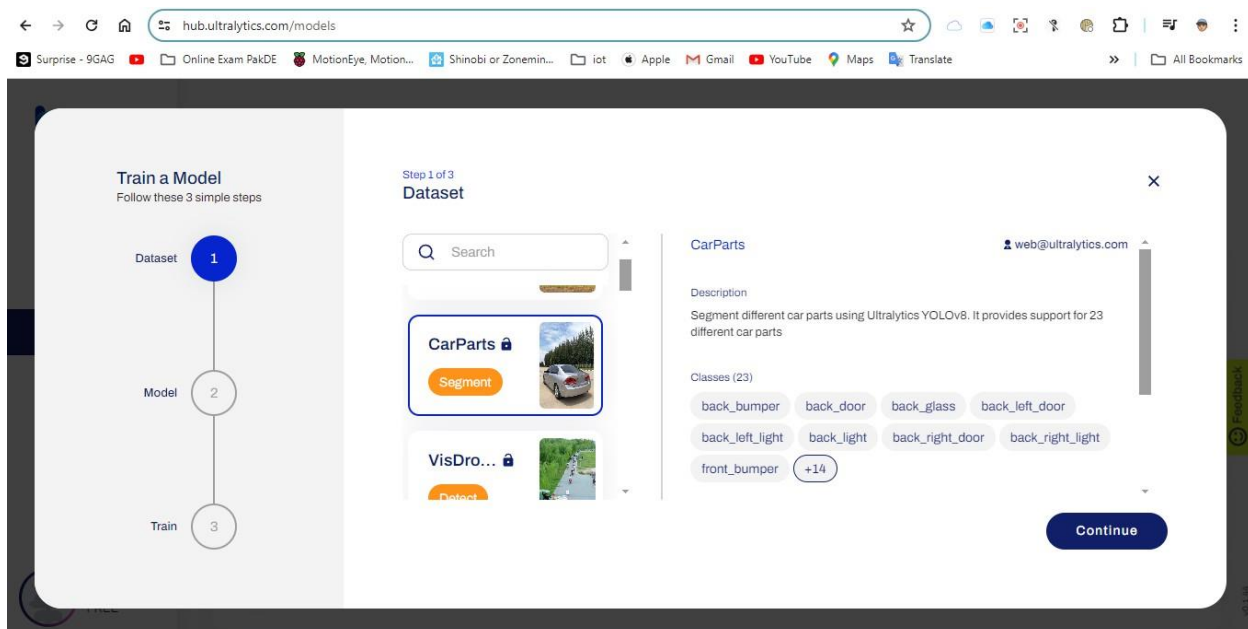 hub.ultralytics.com/models
Surprise - 9GAG
Online Exam PakDE
MotionEye, Motion...
Shinobi or Zonemin...
iot
Apple
Gmail
YouTube
Maps
Translate
»
All Bookmarks
Train a Model
Follow these 3 simple steps
Dataset 1
Model 2
Train 3
Step 1 of 3
Dataset
Search
CarParts
Segment
VisDro...
Detect
CarParts
web@ultralytics.com
Description
Segment different car parts using Ultralytics YOLOv8. It provides support for 23
different car parts
Classes (23)
back_bumper back_door back_glass back_left_door
back_left_light back_light back_right_door back_right_light
front_bumper +14
Continue
Feedback
FREE